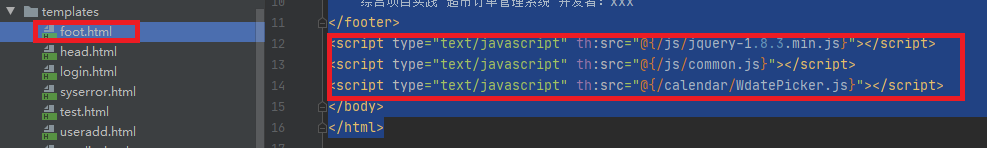 templates
foot.html
head.html
login.html
syserror.html
test.html
useradd.html
10 综合项目实践 超市订单管理系统 开发者：XXX
11 </footer>
12 <script type="text/javascript" th:src="@{/js/jquery-1.8.3.min.js}"></script>
13 <script type="text/javascript" th:src="@{/js/common.js}"></script>
14 <script type="text/javascript" th:src="@{/calendar/WdatePicker.js}"></script>
15 </body>
16 </html>